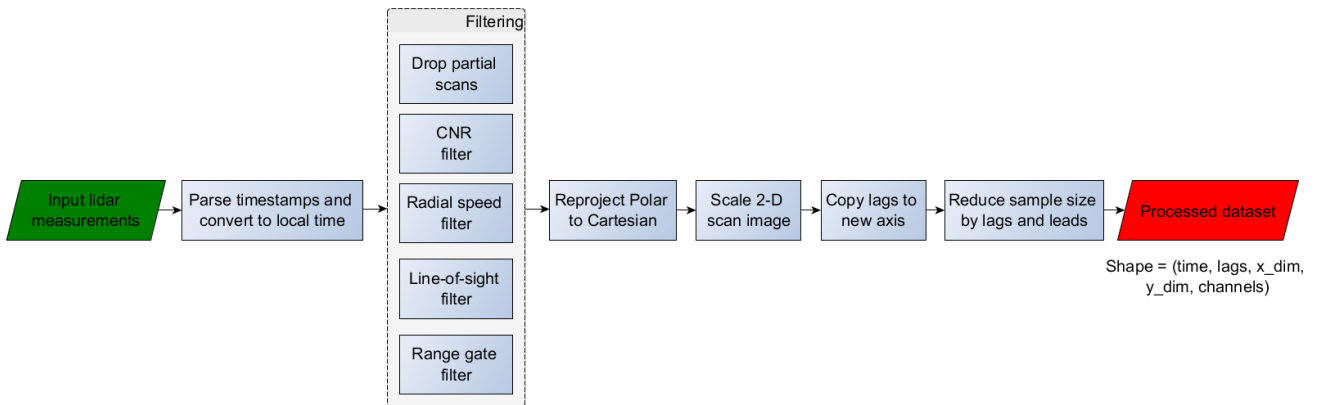 Filtering
Drop partial
scans
CNR
filter
Radial speed
filter
Line-of-sight
filter
Range gate
filter
Input lidar
measurements
Parse timestamps and
convert to local time
Reproject Polar
to Cartesian
Scale 2-D
scan image
Copy lags to
new axis
Reduce sample size
by lags and leads
Processed dataset
Shape = (time, lags, x_dim,
y_dim, channels)